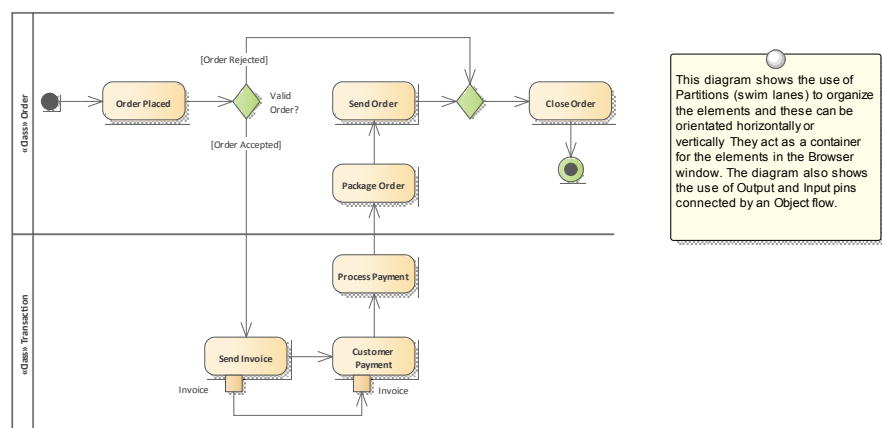 «class» Order
[Order Rejected]
Order Placed
Valid
Order?
Send Order
Close Order
[Order Accepted]
Package Order
«class» Transaction
Process Payment
Send Invoice
Customer
Payment
Invoice
Invoice
This diagram shows the use of
Partitions (swim lanes) to organize
the elements and these can be
orientated horizontally or
vertically They act as a container
for the elements in the Browser
window. The diagram also shows
the use of Output and Input pins
connected by an Object flow.